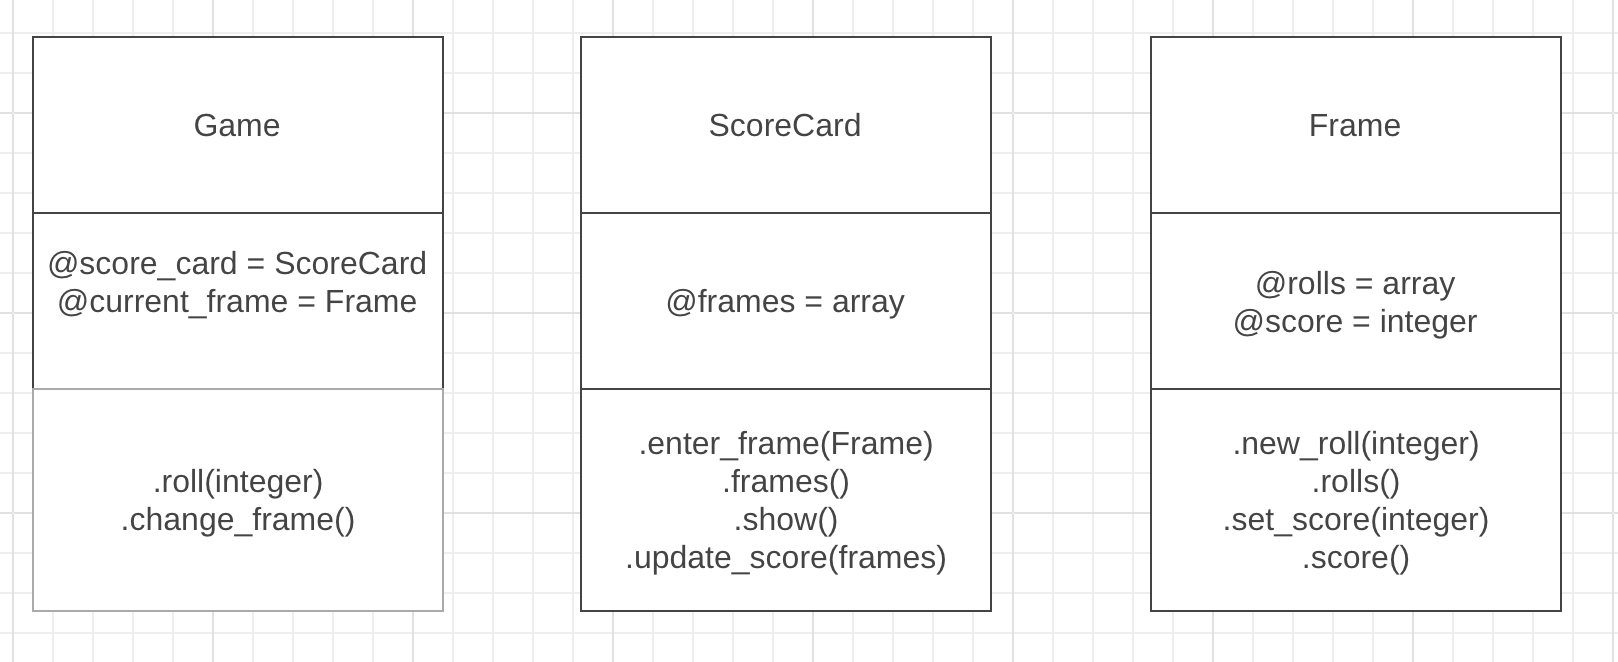 Game
@score_card = ScoreCard
@current_frame = Frame
.roll(integer)
.change_frame()
ScoreCard
@frames = array
.enter_frame(Frame)
.frames()
.show()
.update_score(frames)
Frame
@rolls = array
@score = integer
.new_roll(integer)
.rolls()
.set_score(integer)
.score()